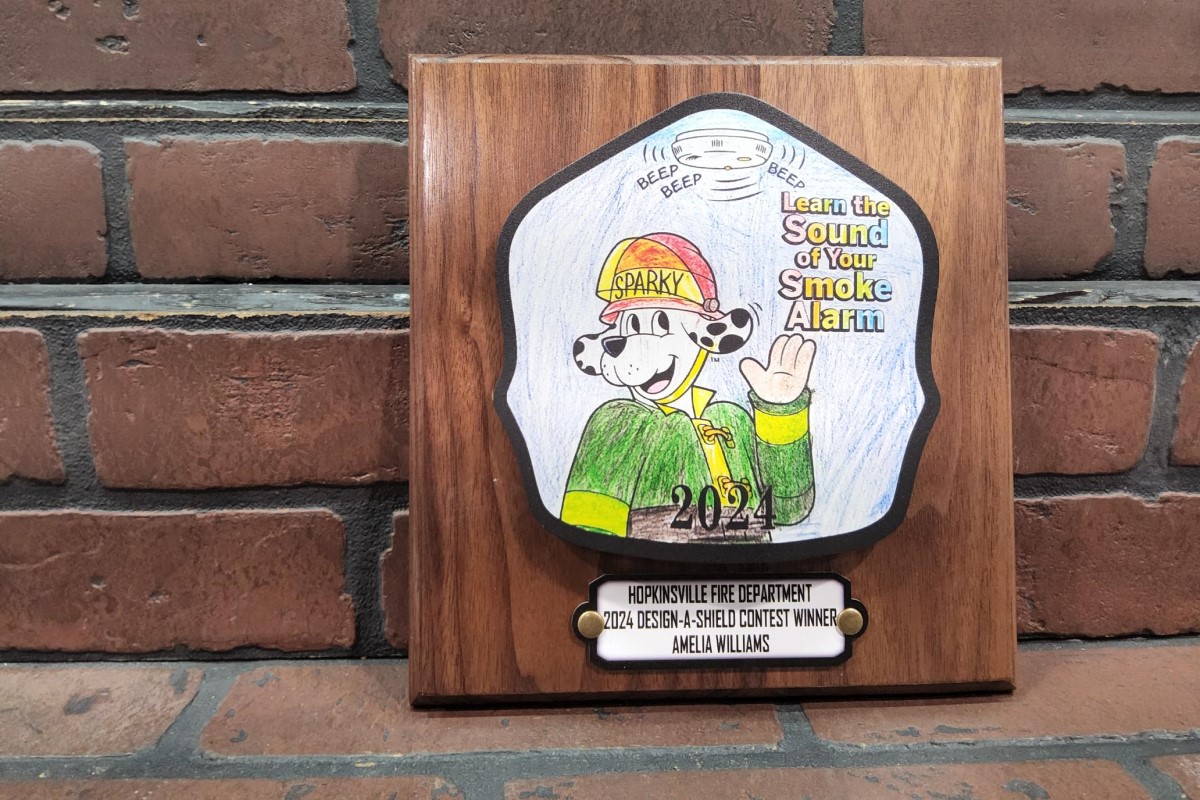 BEEP
BEEP
BEEP
Learn the
Sound
of Your
Smoke
Alarm
SPARKY
™
2024
HOPKINSVILLE FIRE DEPARTMENT
2024 DESIGN-A-SHIELD CONTEST WINNER
AMELIA WILLIAMS